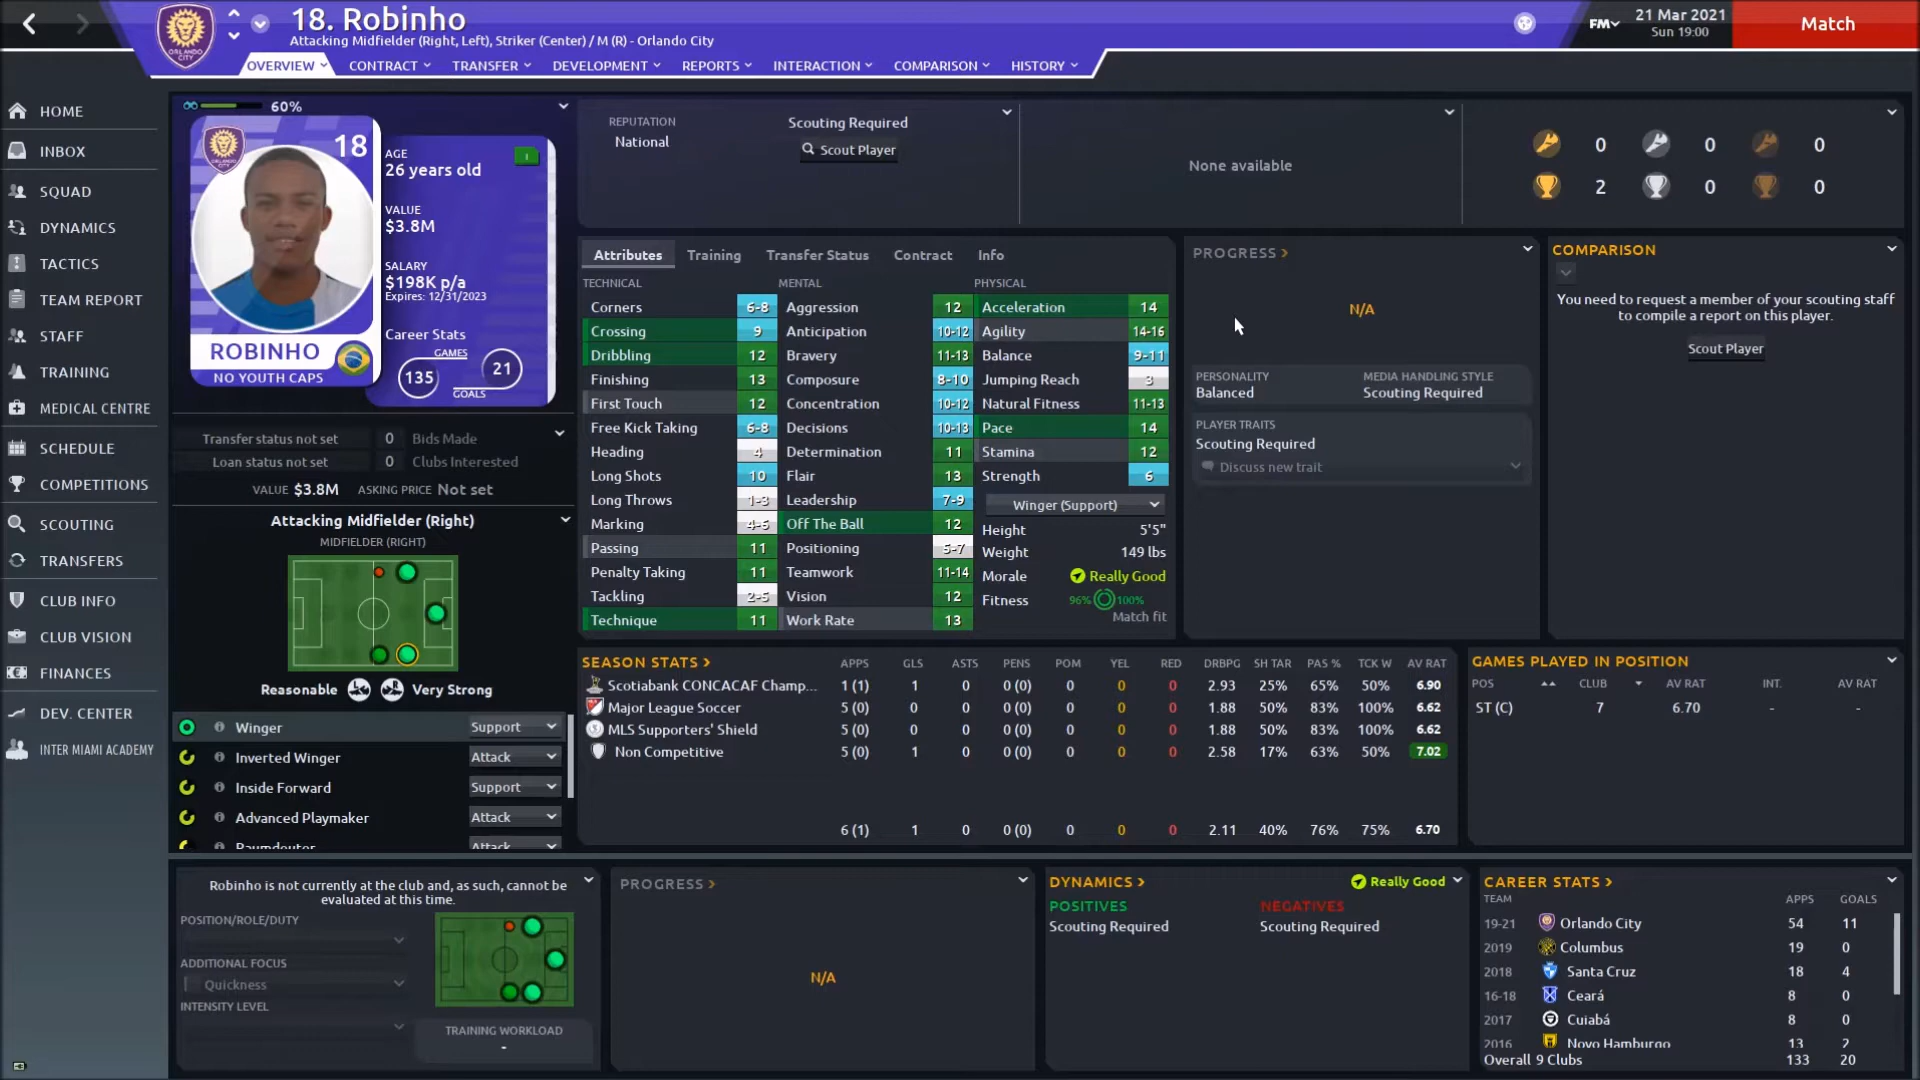 18. Robinho
Attacking Midfielder (Right, Left), Striker (Center) / M (R) - Orlando City
FM
21 Mar 2021
Sun 19:00
Match
OVERVIEW
CONTRACT
TRANSFER
DEVELOPMENT
REPORTS
INTERACTION
COMPARISON
HISTORY
HOME
INBOX
SQUAD
DYNAMICS
TACTICS
TEAM REPORT
STAFF
TRAINING
MEDICAL CENTRE
SCHEDULE
COMPETITIONS
SCOUTING
TRANSFERS
CLUB INFO
CLUB VISION
FINANCES
DEV. CENTER
INTER MIAMI ACADEMY
60%
18
ROBINHO
NO YOUTH CAPS
AGE
26 years old
VALUE
$3.8M
SALARY
$198K p/a
Expires: 12/31/2023
Career Stats
GAMES
135
21
GOALS
Transfer status not set 0 Bids Made
Loan status not set 0 Clubs Interested
VALUE $3.8M ASKING PRICE Not set
Attacking Midfielder (Right)
MIDFIELDER (RIGHT)
Reasonable Very Strong
Winger Support
Inverted Winger Attack
Inside Forward Support
Advanced Playmaker Attack
Raumdeuter Attack
REPUTATION
National
Scouting Required
Scout Player
None available
0 0 0
2 0 0
Attributes Training Transfer Status Contract Info
TECHNICAL MENTAL PHYSICAL
Corners 6-8 Aggression 12 Acceleration 14
Crossing 9 Anticipation 10-12 Agility 14-16
Dribbling 12 Bravery 11-13 Balance 9-11
Finishing 13 Composure 8-10 Jumping Reach 3
First Touch 12 Concentration 10-12 Natural Fitness 11-13
Free Kick Taking 6-8 Decisions 10-13 Pace 14
Heading 4 Determination 11 Stamina 12
Long Shots 10 Flair 13 Strength 6
Long Throws 1-3 Leadership 7-9 Winger (Support)
Marking 4-6 Off The Ball 12 Height 5'5"
Passing 11 Positioning 5-7 Weight 149 lbs
Penalty Taking 11 Teamwork 11-14 Morale Really Good
Tackling 2-5 Vision 12 Fitness 96% 100%
Technique 11 Work Rate 13 Match fit
PROGRESS >
N/A
PERSONALITY
Balanced
MEDIA HANDLING STYLE
Scouting Required
PLAYER TRAITS
Scouting Required
Discuss new trait
COMPARISON
You need to request a member of your scouting staff
to compile a report on this player.
Scout Player
SEASON STATS > APPS GLS ASTS PENS POM YEL RED DRBPG SH TAR PAS % TCK W AV RAT
Scotiabank CONCACAF Champ... 1 (1) 1 0 0 (0) 0 0 0 2.93 25% 65% 50% 6.90
Major League Soccer 5 (0) 0 0 0 (0) 0 0 0 1.88 50% 83% 100% 6.62
MLS Supporters' Shield 5 (0) 0 0 0 (0) 0 0 0 1.88 50% 83% 100% 6.62
Non Competitive 5 (0) 1 0 0 (0) 0 0 0 2.58 17% 63% 50% 7.02
6 (1) 1 0 0 (0) 0 0 0 2.11 40% 76% 75% 6.70
GAMES PLAYED IN POSITION
POS CLUB AV RAT INT. AV RAT
ST (C) 7 6.70 - -
Robinho is not currently at the club and, as such, cannot be
evaluated at this time.
POSITION/ROLE/DUTY
ADDITIONAL FOCUS
Quickness
INTENSITY LEVEL
TRAINING WORKLOAD
-
PROGRESS >
N/A
DYNAMICS > Really Good
POSITIVES NEGATIVES
Scouting Required Scouting Required
CAREER STATS >
TEAM APPS GOALS
19-21 Orlando City 54 11
2019 Columbus 19 0
2018 Santa Cruz 18 4
16-18 Ceará 8 0
2017 Cuiabá 8 0
2016 Novo Hamburgo 13 2
Overall 9 Clubs 133 20